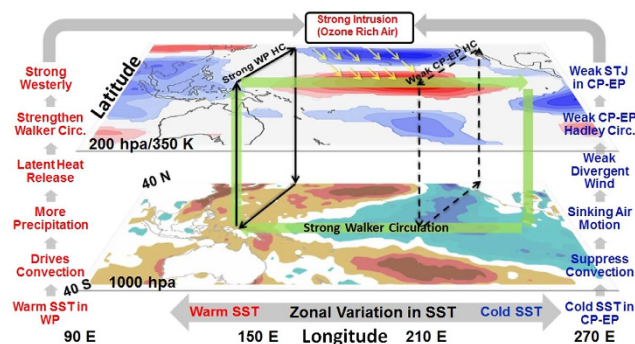 Strong Intrusion
(Ozone Rich Air)
Strong
Westerly
Strengthen
Walker Circ.
Latent Heat
Release
More
Precipitation
Drives
Convection
Warm SST in
WP
Latitude
Strong WP HC
Weak CP-EP HC
200 hpa/350 K
40 N
Strong Walker Circulation
40 S
1000 hpa
Weak STJ
in CP-EP
Weak CP-EP
Hadley Circ.
Weak
Divergent
Wind
Sinking Air
Motion
Suppress
Convection
Cold SST in
CP-EP
Warm SST Zonal Variation in SST Cold SST
90 E 150 E Longitude 210 E 270 E